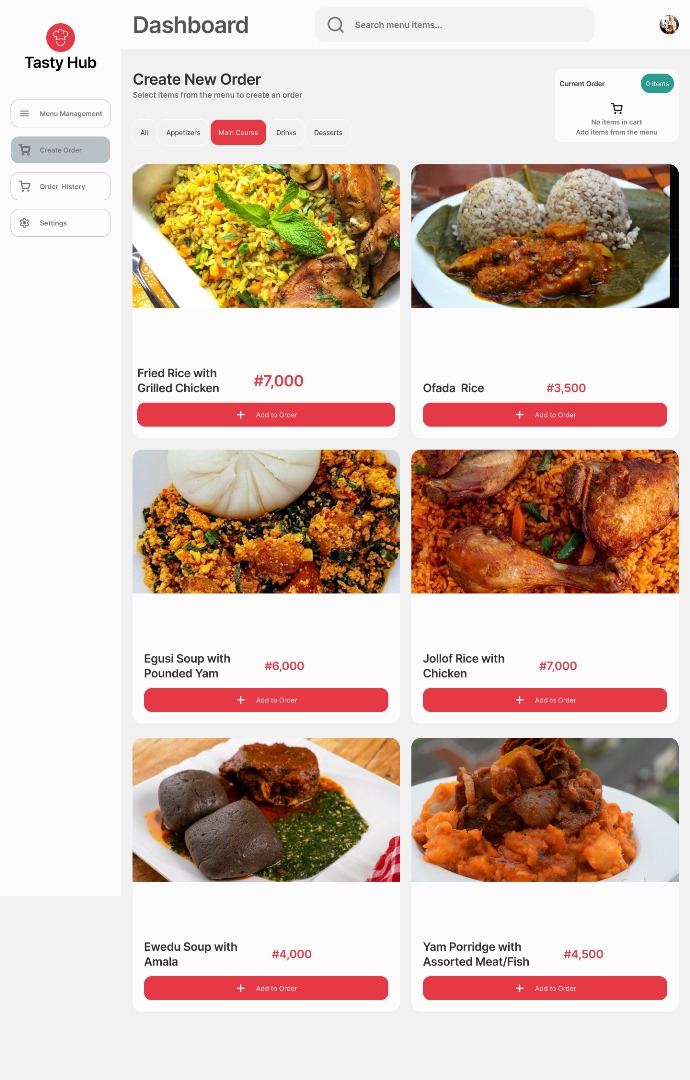 Tasty Hub
Menu Management
Create Order
Order History
Settings
Dashboard
Search menu items...
Create New Order
Select items from the menu to create an order
Current Order
0 items
No items in cart
Add items from the menu
All
Appetizers
Main Course
Drinks
Desserts
Fried Rice with
Grilled Chicken
#7,000
Add to Order
Ofada Rice
#3,500
Add to Order
Egusi Soup with
Pounded Yam
#6,000
Add to Order
Jollof Rice with
Chicken
#7,000
Add to Order
Ewedu Soup with
Amala
#4,000
Add to Order
Yam Porridge with
Assorted Meat/Fish
#4,500
Add to Order